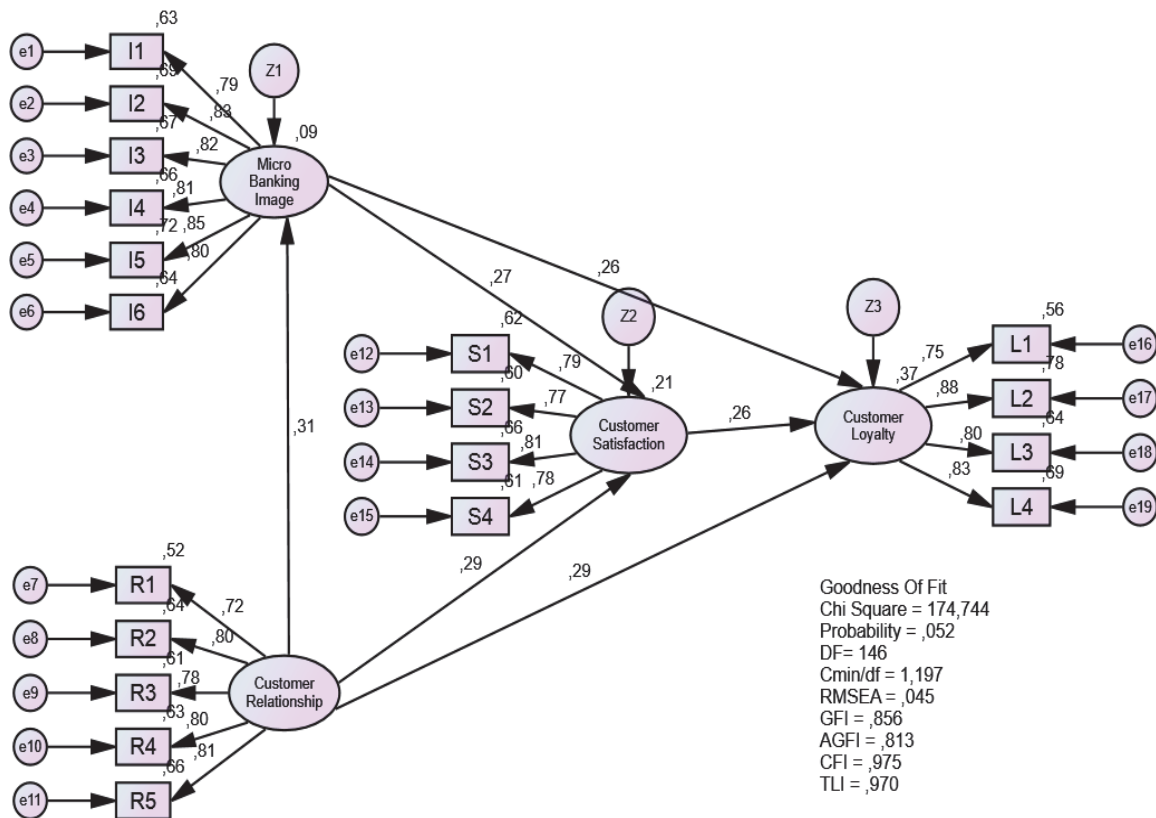 ,63
e1
I1
,79
Z1
,69
e2
I2
,83
,09
,67
e3
I3
,82
Micro
Banking
Image
,66
e4
I4
,81
,72
,85
e5
I5
,80
,64
e6
I6
,27
,26
Z2
Z3
,62
,56
e12
S1
,79
,75
L1
e16
,60
,21
,37
,78
e13
S2
,77
,88
L2
e17
,66
Customer
Satisfaction
,26
Customer
Loyalty
,64
e14
S3
,81
,80
L3
e18
,61
,78
,83
,69
e15
S4
L4
e19
,31
,52
e7
R1
,72
,29
,29
,64
e8
R2
,80
,61
e9
R3
,78
Customer
Relationship
,63
,80
e10
R4
,81
,66
e11
R5
Goodness Of Fit
Chi Square = 174,744
Probability = ,052
DF= 146
Cmin/df = 1,197
RMSEA = ,045
GFI = ,856
AGFI = ,813
CFI = ,975
TLI = ,970